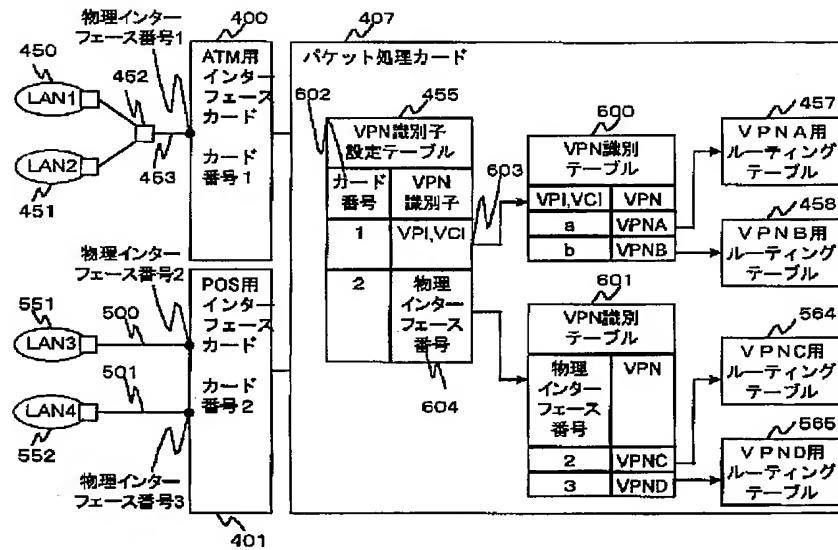 物理インター
フェース番号1
400
407
450
462
ATM用
インター
フェース
カード
カード
番号1
パケット処理カード
LAN1
LAN2
451
463
602
455
VPN識別子
設定テーブル
カード
番号
VPN
識別子
1
VPI,VCI
2
物理
インター
フェース
番号
603
604
600
VPN識別
テーブル
VPI,VCI
VPN
a
VPNA
b
VPNB
457
VPNA用
ルーティング
テーブル
458
VPNB用
ルーティング
テーブル
物理インター
フェース番号2
551
500
LAN3
501
LAN4
552
物理インター
フェース番号3
POS用
インター
フェース
カード
カード
番号2
401
601
VPN識別
テーブル
物理
インター
フェース
番号
VPN
2
VPNC
3
VPND
564
VPNC用
ルーティング
テーブル
565
VPND用
ルーティング
テーブル